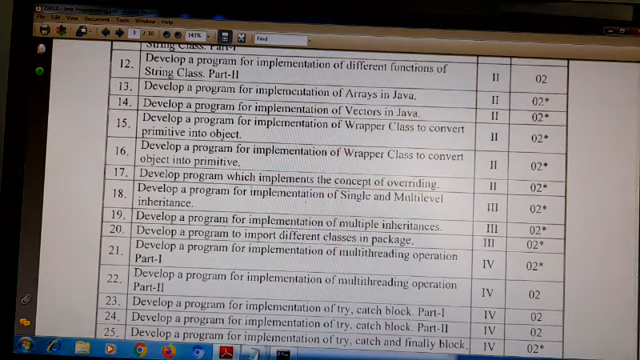 File Edit View Document Tools Window Help
Find
String Class. Part-I
12. Develop a program for implementation of different functions of II 02
String Class. Part-II
13. Develop a program for implementation of Arrays in Java. II 02*
14. Develop a program for implementation of Vectors in Java. II 02*
15. Develop a program for implementation of Wrapper Class to convert II 02*
primitive into object.
16. Develop a program for implementation of Wrapper Class to convert II 02*
object into primitive.
17. Develop program which implements the concept of overriding. II 02*
18. Develop a program for implementation of Single and Multilevel III 02*
inheritance.
19. Develop a program for implementation of multiple inheritances. III 02*
20. Develop a program to import different classes in package. III 02*
21. Develop a program for implementation of multithreading operation IV 02*
Part-I
22. Develop a program for implementation of multithreading operation IV 02
Part-II
23. Develop a program for implementation of try, catch block. Part-I IV 02
24. Develop a program for implementation of try, catch block. Part-II IV 02
25. Develop a program for implementation of try, catch and finally block. IV 02*